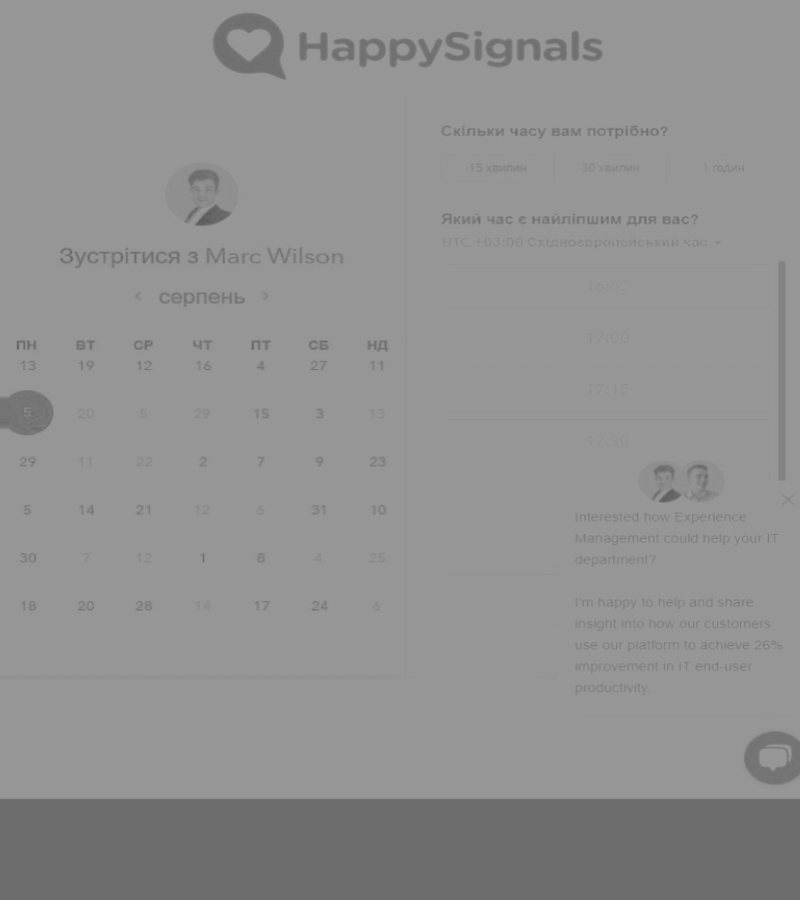 HappySignals
Зустрітися з Marc Wilson
серпень
ПН ВТ СР ЧТ ПТ СБ НД
13 19 12 16 4 27 11
5 20 5 29 15 3 13
29 11 22 2 7 9 23
5 14 21 12 6 31 10
30 7 12 1 8 4 25
18 20 28 14 17 24 6
Скільки часу вам потрібно?
15 хвилин 30 хвилин 1 годин
Який час є найліпшим для вас?
UTC +03:00 Східноєвропейський час
17:00
17:15
17:30
Interested how Experience
Management could help your IT
department?
I'm happy to help and share
insight into how our customers
use our platform to achieve 26%
improvement in IT end-user
productivity